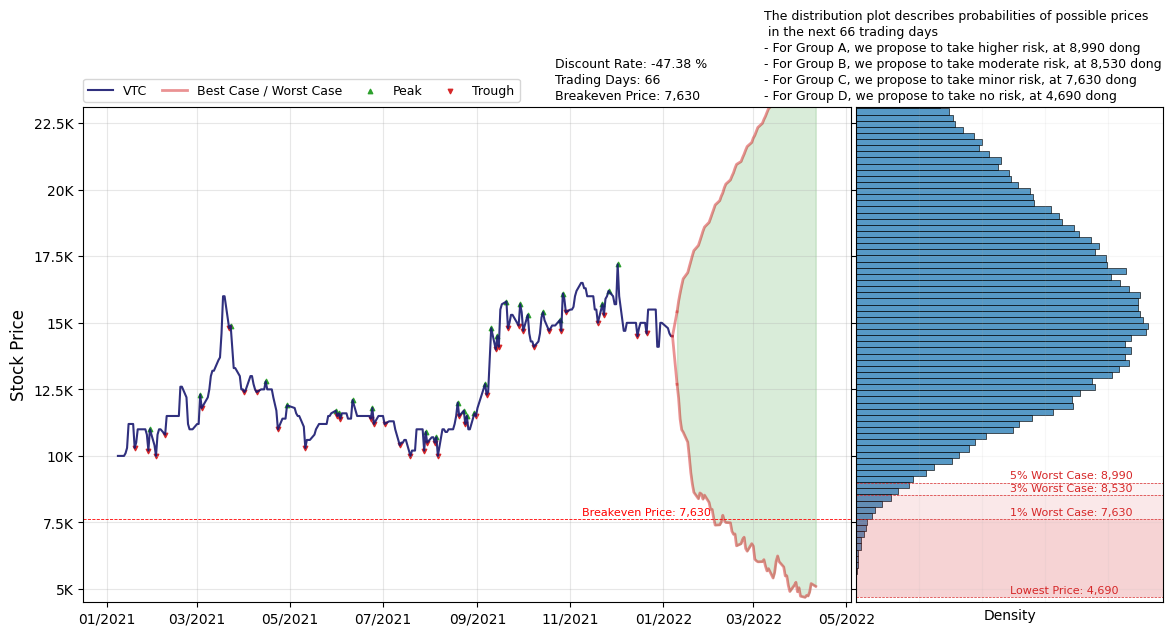 The distribution plot describes probabilities of possible prices
in the next 66 trading days
- For Group A, we propose to take higher risk, at 8,990 dong
- For Group B, we propose to take moderate risk, at 8,530 dong
- For Group C, we propose to take minor risk, at 7,630 dong
- For Group D, we propose to take no risk, at 4,690 dong
Discount Rate: -47.38 %
Trading Days: 66
Breakeven Price: 7,630
VTC
Best Case / Worst Case
Peak
Trough
Stock Price
22.5K
20K
17.5K
15K
12.5K
10K
7.5K
5K
Breakeven Price: 7,630
5% Worst Case: 8,990
3% Worst Case: 8,530
1% Worst Case: 7,630
Lowest Price: 4,690
01/2021
03/2021
05/2021
07/2021
09/2021
11/2021
01/2022
03/2022
05/2022
Density